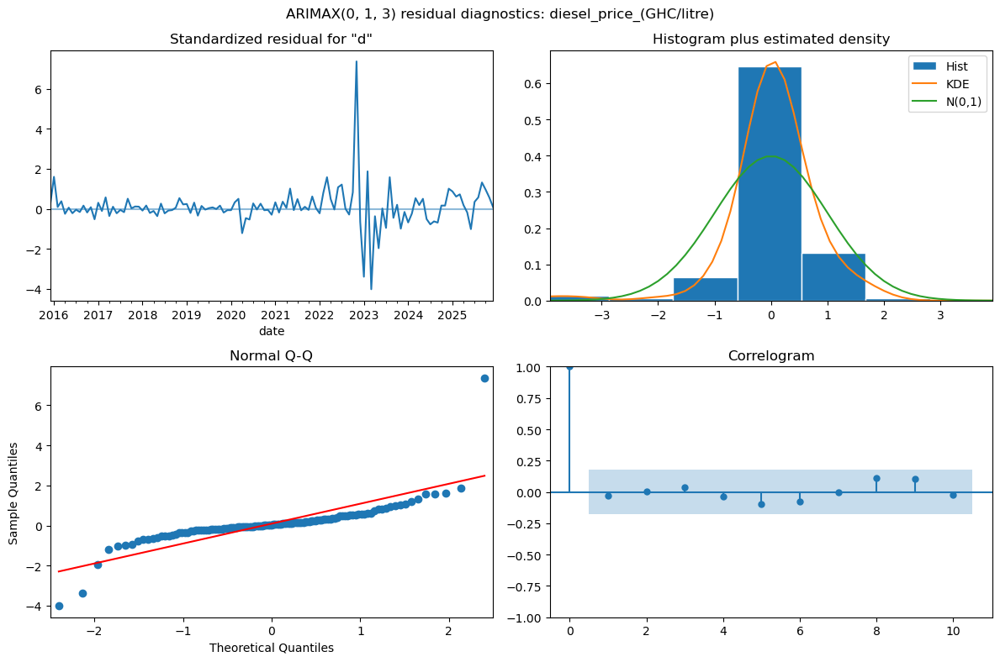 ARIMAX(0, 1, 3) residual diagnostics: diesel_price_(GHC/litre)
Standardized residual for "d"
6
4
2
0
−2
−4
2016 2017 2018 2019 2020 2021 2022 2023 2024 2025
date
Histogram plus estimated density
Hist
KDE
N(0,1)
0.6
0.5
0.4
0.3
0.2
0.1
0.0
−3 −2 −1 0 1 2 3
Normal Q-Q
Sample Quantiles
6
4
2
0
−2
−4
−2 −1 0 1 2
Theoretical Quantiles
Correlogram
1.00
0.75
0.50
0.25
0.00
−0.25
−0.50
−0.75
−1.00
0 2 4 6 8 10